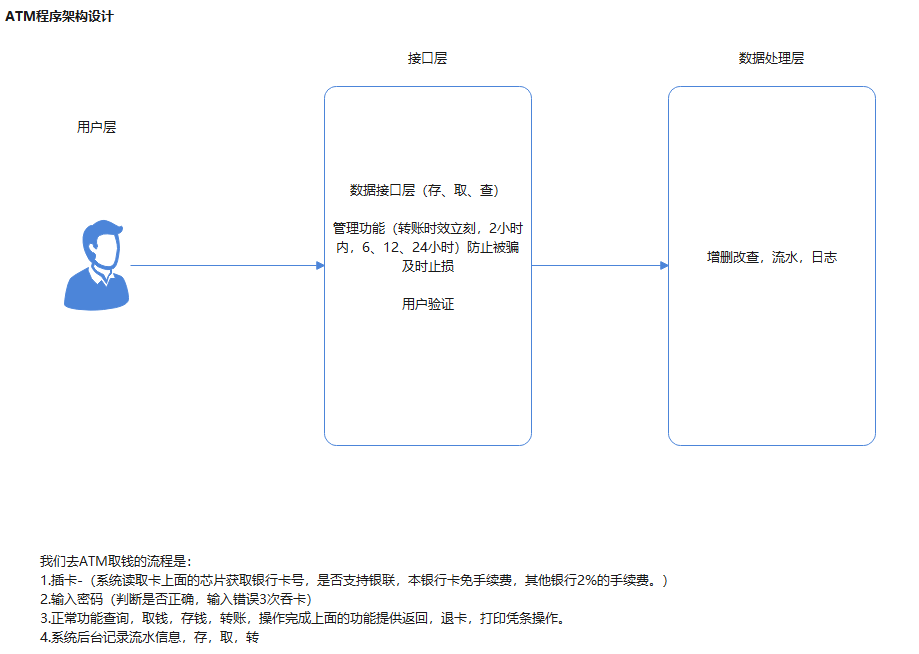 ATM程序架构设计
接口层
数据处理层
用户层
数据接口层（存、取、查）
管理功能（转账时效立刻，2小时
内，6、12、24小时）防止被骗
及时止损
用户验证
增删改查，流水，日志
我们去ATM取钱的流程是：
1.插卡-（系统读取卡上面的芯片获取银行卡号，是否支持银联，本银行卡免手续费，其他银行2%的手续费。）
2.输入密码（判断是否正确，输入错误3次吞卡）
3.正常功能查询，取钱，存钱，转账，操作完成上面的功能提供返回，退卡，打印凭条操作。
4.系统后台记录流水信息，存，取，转